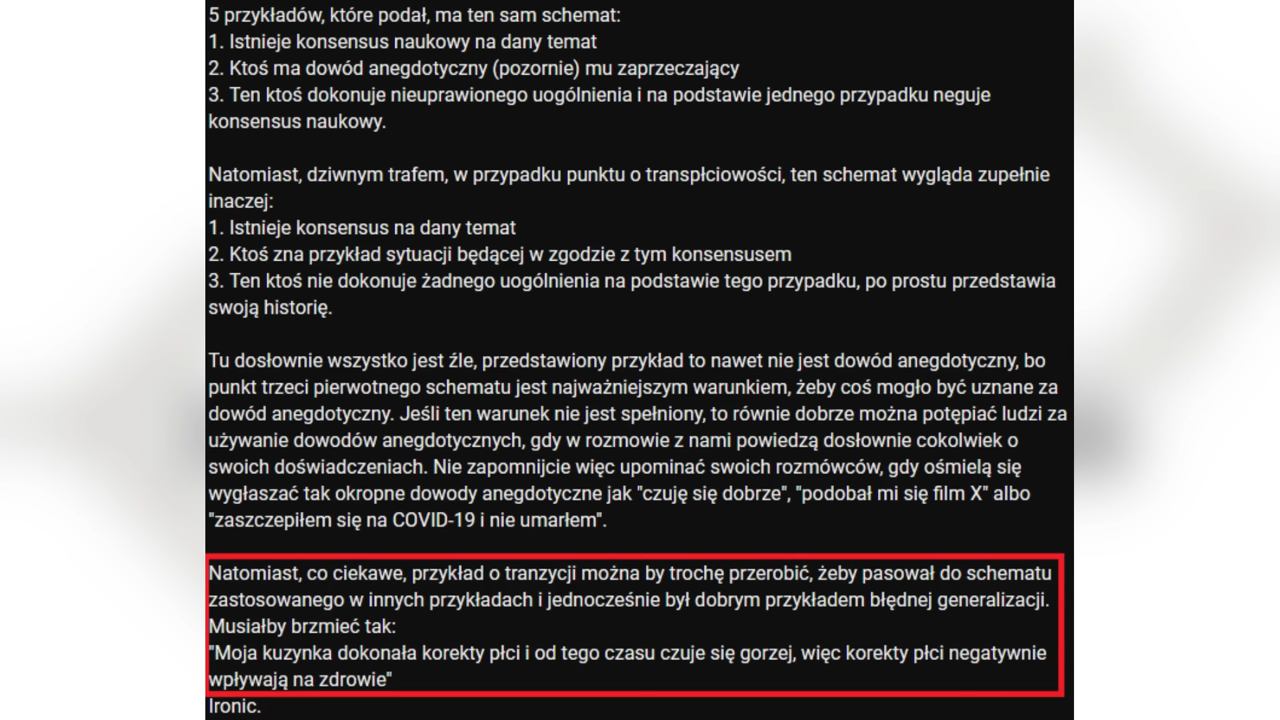 5 przykładów, które podał, ma ten sam schemat:
1. Istnieje konsensus naukowy na dany temat
2. Ktoś ma dowód anegdotyczny (pozornie) mu zaprzeczający
3. Ten ktoś dokonuje nieuprawionego uogólnienia i na podstawie jednego przypadku neguje
konsensus naukowy.
Natomiast, dziwnym trafem, w przypadku punktu o transpłciowości, ten schemat wygląda zupełnie
inaczej:
1. Istnieje konsensus na dany temat
2. Ktoś zna przykład sytuacji będącej w zgodzie z tym konsensusem
3. Ten ktoś nie dokonuje żadnego uogólnienia na podstawie tego przypadku, po prostu przedstawia
swoją historię.
Tu dosłownie wszystko jest źle, przedstawiony przykład to nawet nie jest dowód anegdotyczny, bo
punkt trzeci pierwotnego schematu jest najważniejszym warunkiem, żeby coś mogło być uznane za
dowód anegdotyczny. Jeśli ten warunek nie jest spełniony, to równie dobrze można potępiać ludzi za
używanie dowodów anegdotycznych, gdy w rozmowie z nami powiedzą dosłownie cokolwiek o
swoich doświadczeniach. Nie zapomnijcie więc upominać swoich rozmówców, gdy ośmielą się
wygłaszać tak okropne dowody anegdotyczne jak "czuję się dobrze", "podobał mi się film X" albo
"zaszczepiłem się na COVID-19 i nie umarłem".
Natomiast, co ciekawe, przykład o tranzycji można by trochę przerobić, żeby pasował do schematu
zastosowanego w innych przykładach i jednocześnie był dobrym przykładem błędnej generalizacji.
Musiałby brzmieć tak:
"Moja kuzynka dokonała korekty płci i od tego czasu czuje się gorzej, więc korekty płci negatywnie
wpływają na zdrowie"
Ironic.